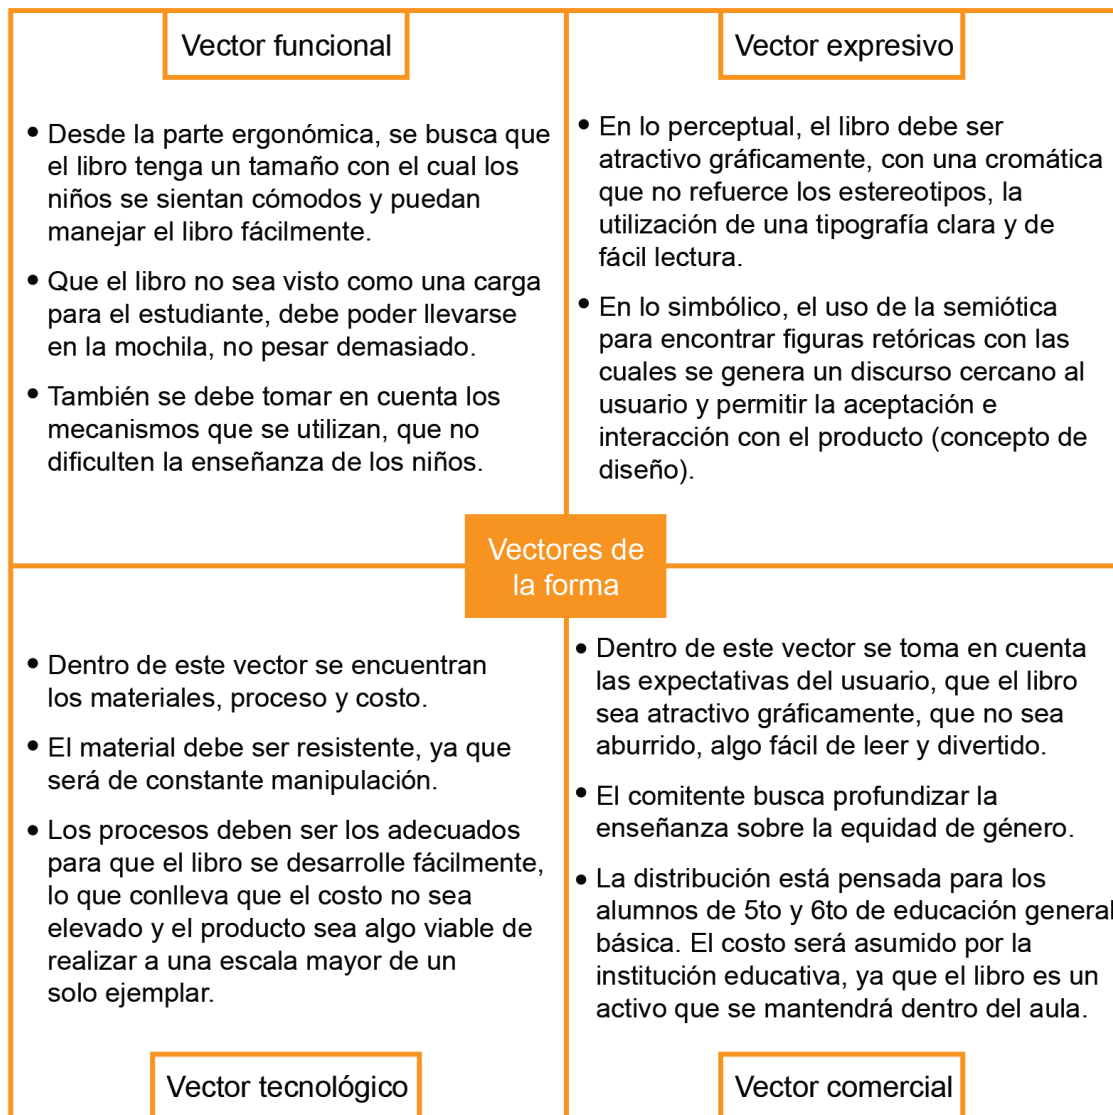 Vector funcional
• Desde la parte ergonómica, se busca que
el libro tenga un tamaño con el cual los
niños se sientan cómodos y puedan
manejar el libro fácilmente.
• Que el libro no sea visto como una carga
para el estudiante, debe poder llevarse
en la mochila, no pesar demasiado.
• También se debe tomar en cuenta los
mecanismos que se utilizan, que no
dificulten la enseñanza de los niños.
Vector expresivo
• En lo perceptual, el libro debe ser
atractivo gráficamente, con una cromática
que no refuerce los estereotipos, la
utilización de una tipografía clara y de
fácil lectura.
• En lo simbólico, el uso de la semiótica
para encontrar figuras retóricas con las
cuales se genera un discurso cercano al
usuario y permitir la aceptación e
interacción con el producto (concepto de
diseño).
Vectores de
la forma
• Dentro de este vector se encuentran
los materiales, proceso y costo.
• El material debe ser resistente, ya que
será de constante manipulación.
• Los procesos deben ser los adecuados
para que el libro se desarrolle fácilmente,
lo que conlleva que el costo no sea
elevado y el producto sea algo viable de
realizar a una escala mayor de un
solo ejemplar.
Vector tecnológico
• Dentro de este vector se toma en cuenta
las expectativas del usuario, que el libro
sea atractivo gráficamente, que no sea
aburrido, algo fácil de leer y divertido.
• El comitente busca profundizar la
enseñanza sobre la equidad de género.
• La distribución está pensada para los
alumnos de 5to y 6to de educación general
básica. El costo será asumido por la
institución educativa, ya que el libro es un
activo que se mantendrá dentro del aula.
Vector comercial